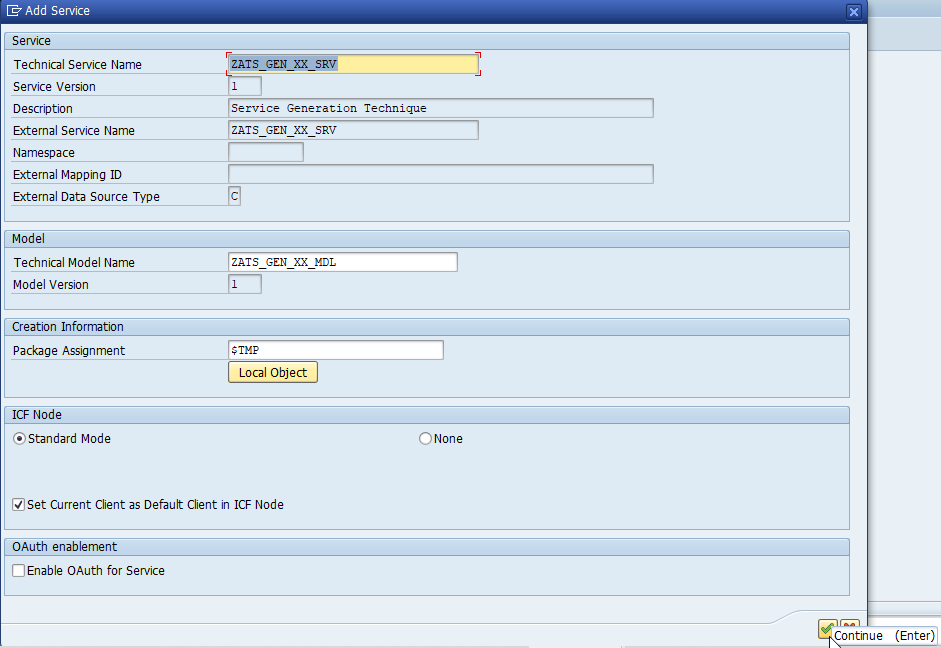 Add Service
Service
Technical Service Name ZATS_GEN_XX_SRV
Service Version 1
Description Service Generation Technique
External Service Name ZATS_GEN_XX_SRV
Namespace
External Mapping ID
External Data Source Type C
Model
Technical Model Name ZATS_GEN_XX_MDL
Model Version 1
Creation Information
Package Assignment $TMP
Local Object
ICF Node
Standard Mode None
Set Current Client as Default Client in ICF Node
OAuth enablement
Enable OAuth for Service
Continue (Enter)